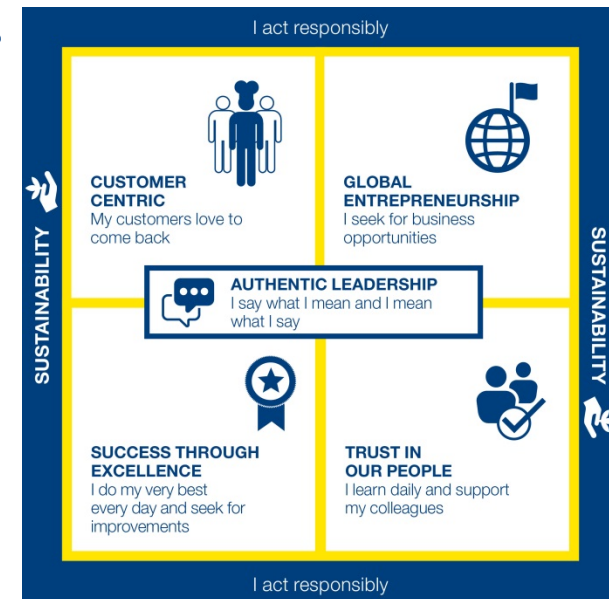 I act responsibly
SUSTAINABILITY
CUSTOMER
CENTRIC
My customers love to
come back
GLOBAL
ENTREPRENEURSHIP
I seek for business
opportunities
AUTHENTIC LEADERSHIP
I say what I mean and I mean
what I say
SUCCESS THROUGH
EXCELLENCE
I do my very best
every day and seek for
improvements
TRUST IN
OUR PEOPLE
I learn daily and support
my colleagues
SUSTAINABILITY
I act responsibly